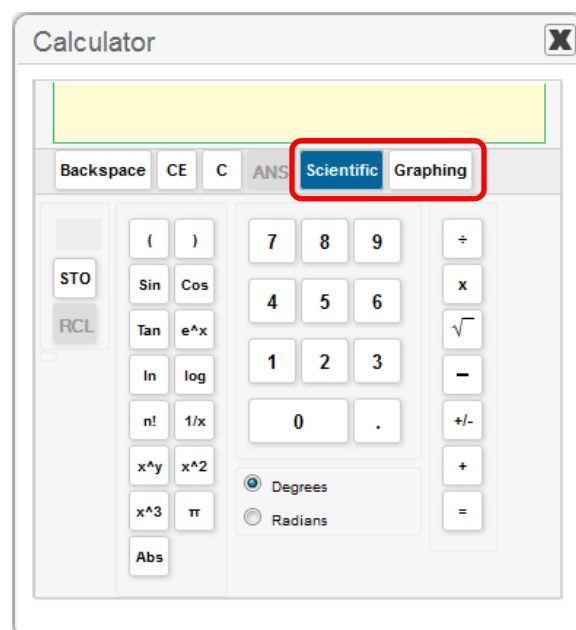 Calculator X
Backspace CE C ANS Scientific Graphing
( ) 7 8 9 ÷
STO Sin Cos 4 5 6 x
RCL Tan e^x √
ln log 1 2 3 −
n! 1/x 0 . +/-
x^y x^2 +
Degrees
x^3 π =
Radians
Abs